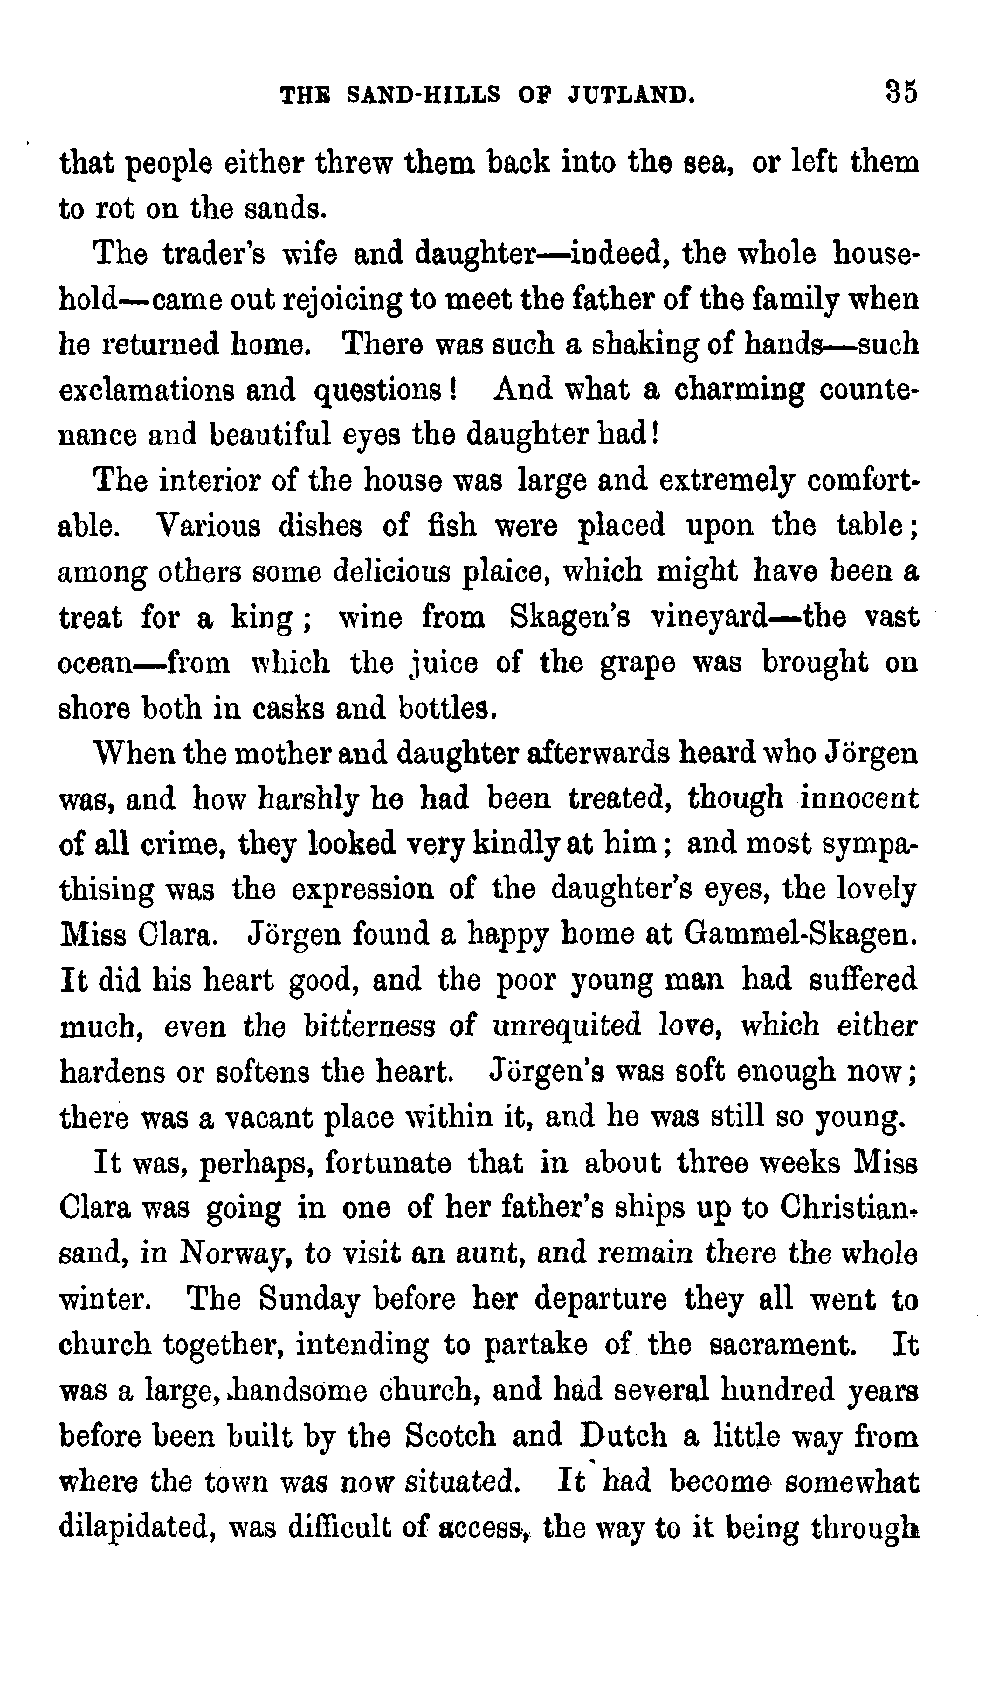 THE SAND-HILLS OF JUTLAND. 35
that people either threw them back into the sea, or left them
to rot on the sands.
The trader's wife and daughter—indeed, the whole house-
hold—came out rejoicing to meet the father of the family when
he returned home. There was such a shaking of hands—such
exclamations and questions! And what a charming counte-
nance and beautiful eyes the daughter had!
The interior of the house was large and extremely comfort-
able. Various dishes of fish were placed upon the table;
among others some delicious plaice, which might have been a
treat for a king; wine from Skagen's vineyard—the vast
ocean—from which the juice of the grape was brought on
shore both in casks and bottles.
When the mother and daughter afterwards heard who Jörgen
was, and how harshly he had been treated, though innocent
of all crime, they looked very kindly at him; and most sympa-
thising was the expression of the daughter's eyes, the lovely
Miss Clara. Jörgen found a happy home at Gammel-Skagen.
It did his heart good, and the poor young man had suffered
much, even the bitterness of unrequited love, which either
hardens or softens the heart. Jörgen's was soft enough now;
there was a vacant place within it, and he was still so young.
It was, perhaps, fortunate that in about three weeks Miss
Clara was going in one of her father's ships up to Christian-
sand, in Norway, to visit an aunt, and remain there the whole
winter. The Sunday before her departure they all went to
church together, intending to partake of the sacrament. It
was a large, handsome church, and had several hundred years
before been built by the Scotch and Dutch a little way from
where the town was now situated. It had become somewhat
dilapidated, was difficult of access, the way to it being through